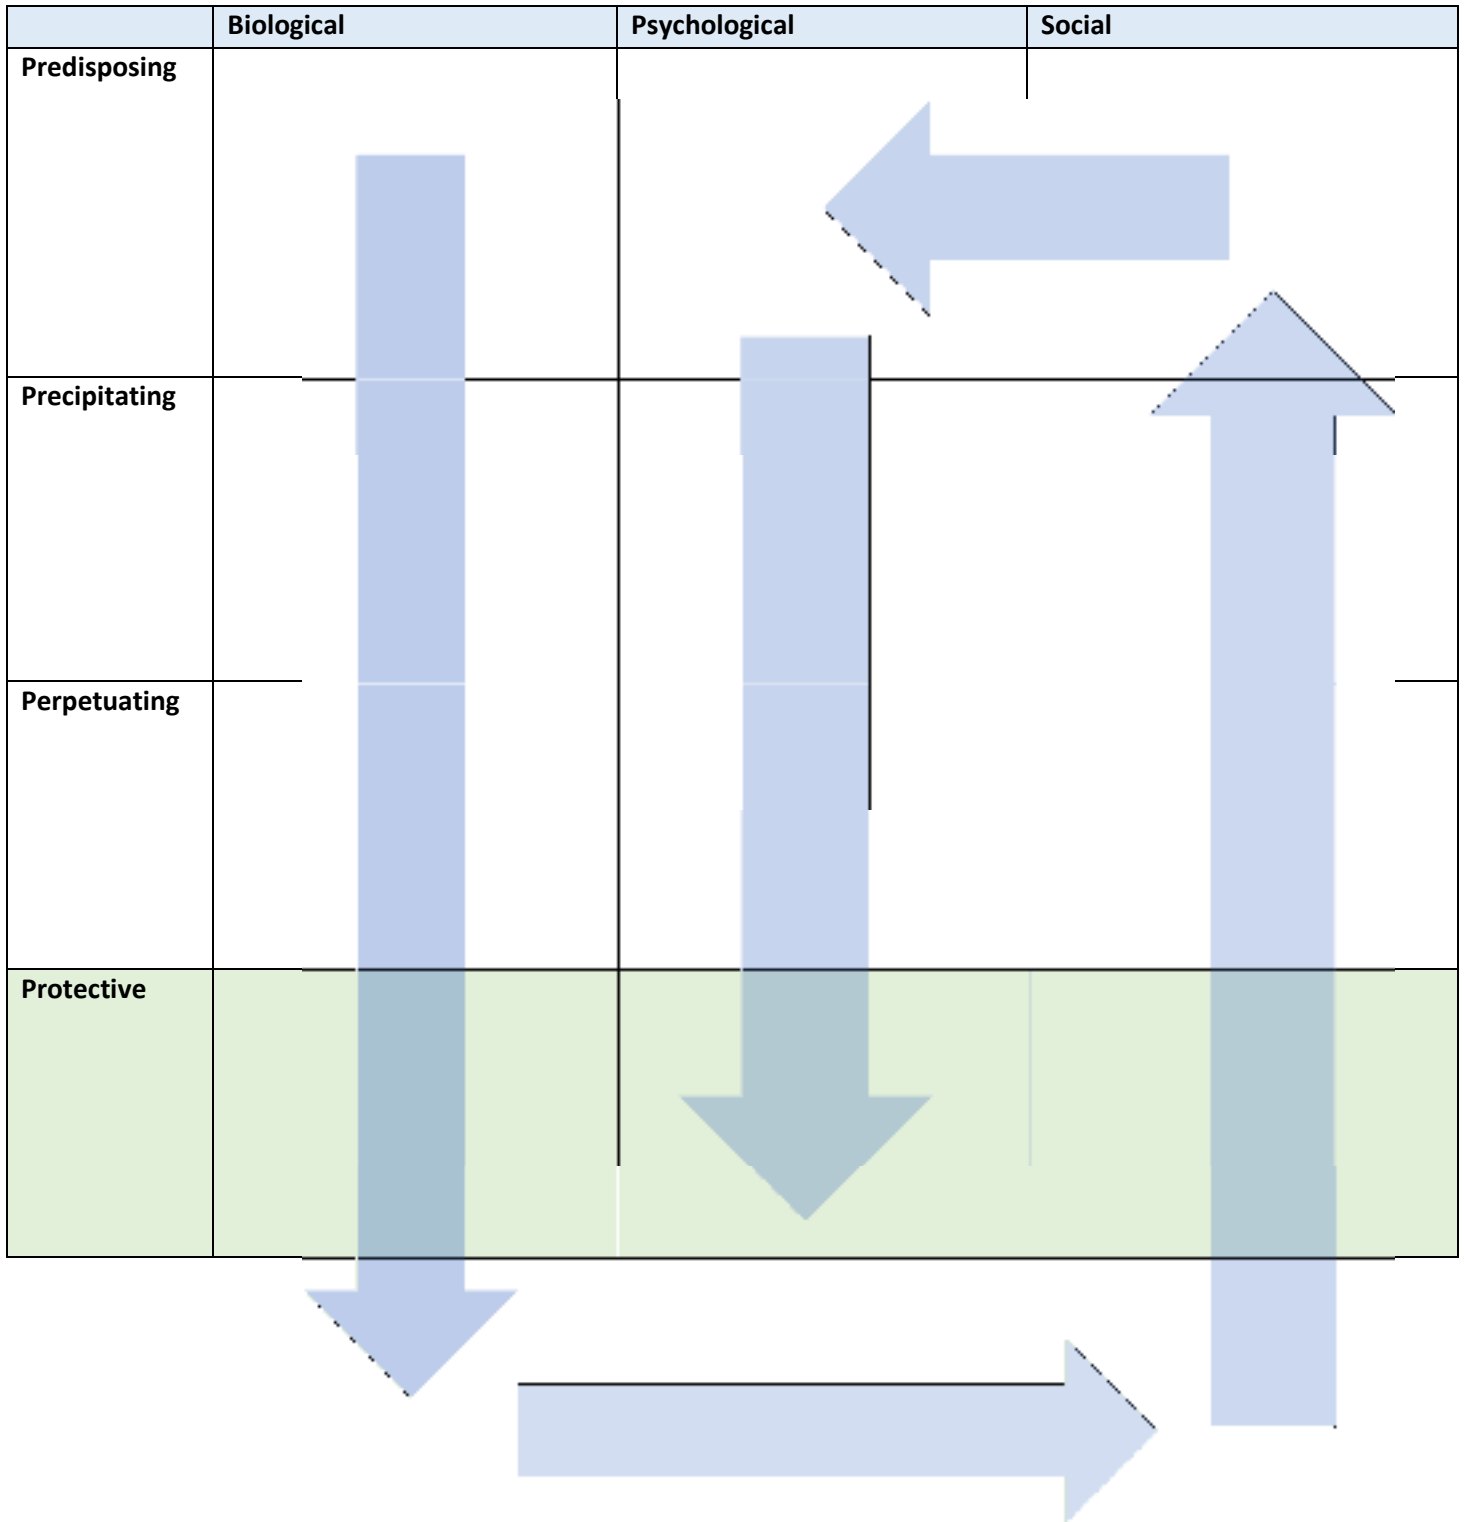 Biological Psychological Social
Predisposing
Precipitating
Perpetuating
Protective